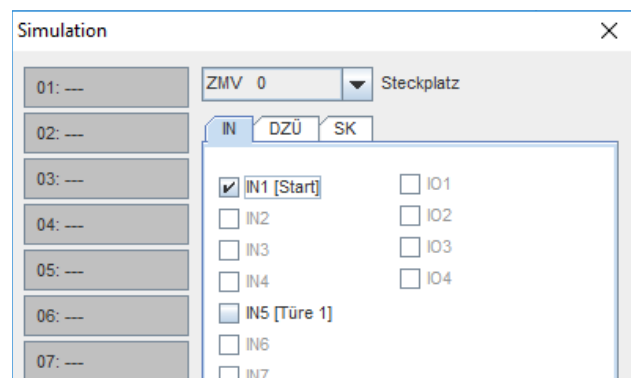 Simulation
01: ---
02: ---
03: ---
04: ---
05: ---
06: ---
07: ---
ZMV 0
Steckplatz
IN DZÜ SK
IN1 [Start]
IN2
IN3
IN4
IN5 [Türe 1]
IN6
IN7
IO1
IO2
IO3
IO4